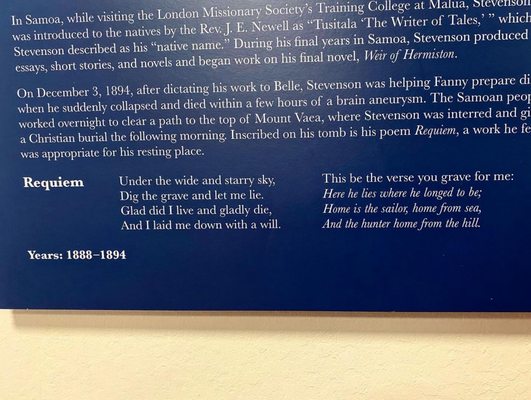 In Samoa, while visiting the London Missionary Society's Training College at Malua, Stevenson
was introduced to the natives by the Rev. J. E. Newell as "Tusitala 'The Writer of Tales,' " which
Stevenson described as his "native name." During his final years in Samoa, Stevenson produced
essays, short stories, and novels and began work on his final novel, Weir of Hermiston.
On December 3, 1894, after dictating his work to Belle, Stevenson was helping Fanny prepare
when he suddenly collapsed and died within a few hours of a brain aneurysm. The Samoan
worked overnight to clear a path to the top of Mount Vaea, where Stevenson was interred and
a Christian burial the following morning. Inscribed on his tomb is his poem Requiem, a work he
was appropriate for his resting place.
Requiem
Under the wide and starry sky,
Dig the grave and let me lie.
Glad did I live and gladly die,
And I laid me down with a will.
This be the verse you grave for me:
Here he lies where he longed to be;
Home is the sailor, home from sea,
And the hunter home from the hill.
Years: 1888–1894